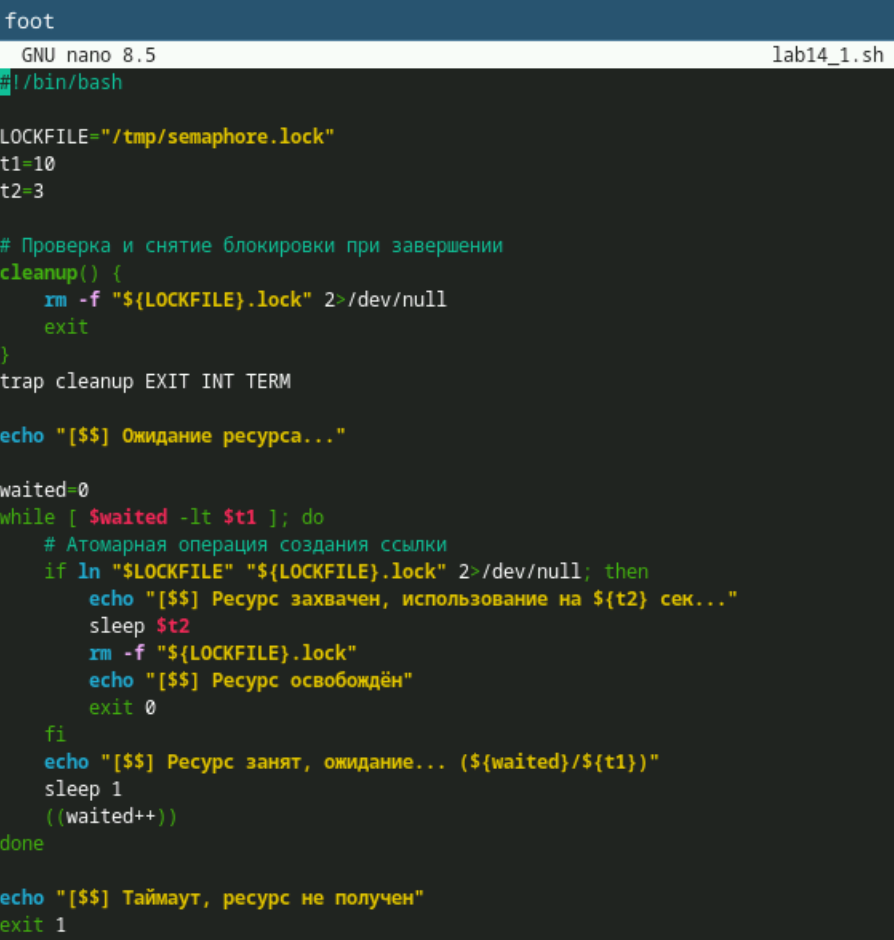 foot
GNU nano 8.5 lab14_1.sh
#!/bin/bash

LOCKFILE="/tmp/semaphore.lock"
t1=10
t2=3

# Проверка и снятие блокировки при завершении
cleanup() {
    rm -f "${LOCKFILE}.lock" 2>/dev/null
    exit
}
trap cleanup EXIT INT TERM

echo "[$$] Ожидание ресурса..."

waited=0
while [ $waited -lt $t1 ]; do
    # Атомарная операция создания ссылки
    if ln "$LOCKFILE" "${LOCKFILE}.lock" 2>/dev/null; then
        echo "[$$] Ресурс захвачен, использование на ${t2} сек..."
        sleep $t2
        rm -f "${LOCKFILE}.lock"
        echo "[$$] Ресурс освобождён"
        exit 0
    fi
    echo "[$$] Ресурс занят, ожидание... (${waited}/${t1})"
    sleep 1
    ((waited++))
done

echo "[$$] Таймаут, ресурс не получен"
exit 1